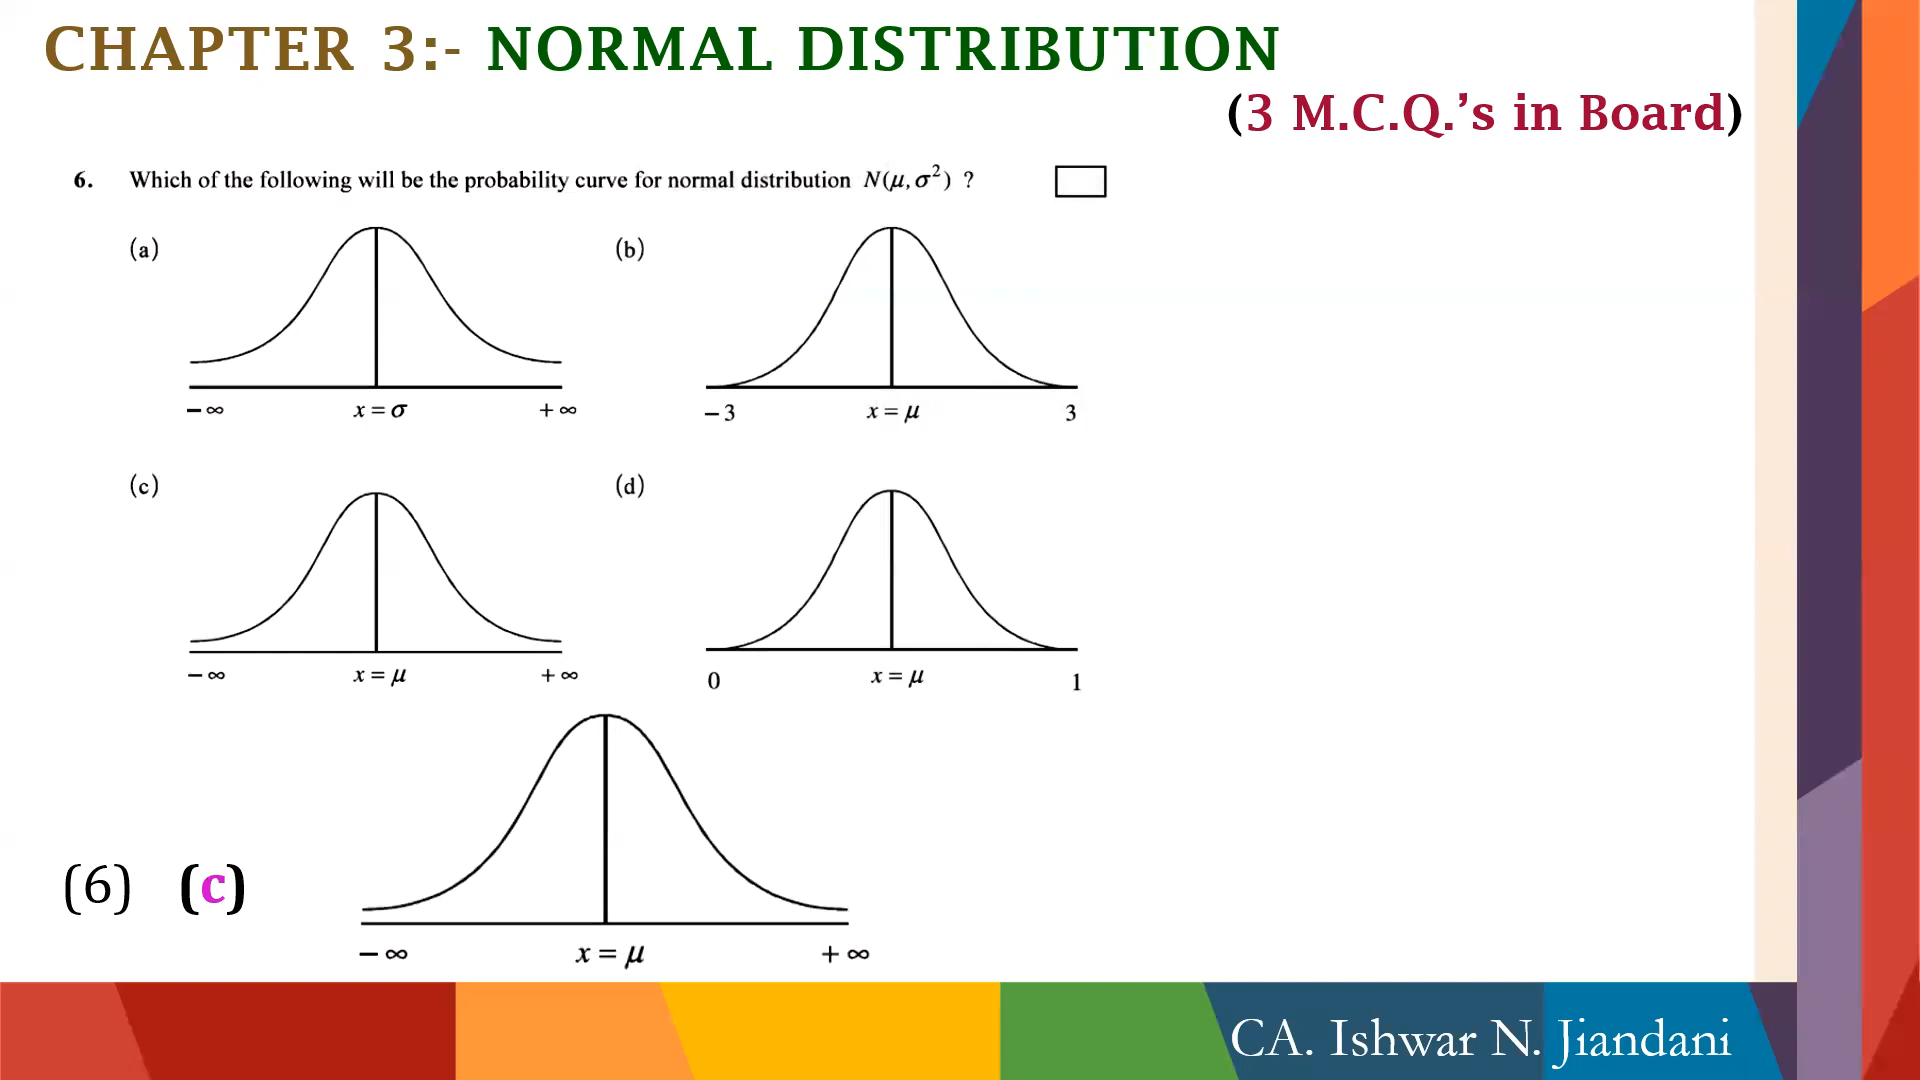 CHAPTER 3:- NORMAL DISTRIBUTION
(3 M.C.Q.’s in Board)
6. Which of the following will be the probability curve for normal distribution N(μ, σ²) ?
(a) (b)
− ∞ x = σ + ∞ − 3 x = μ 3
(c) (d)
− ∞ x = μ + ∞ 0 x = μ 1
(6) (c)
− ∞ x = μ + ∞
CA. Ishwar N. Jiandani